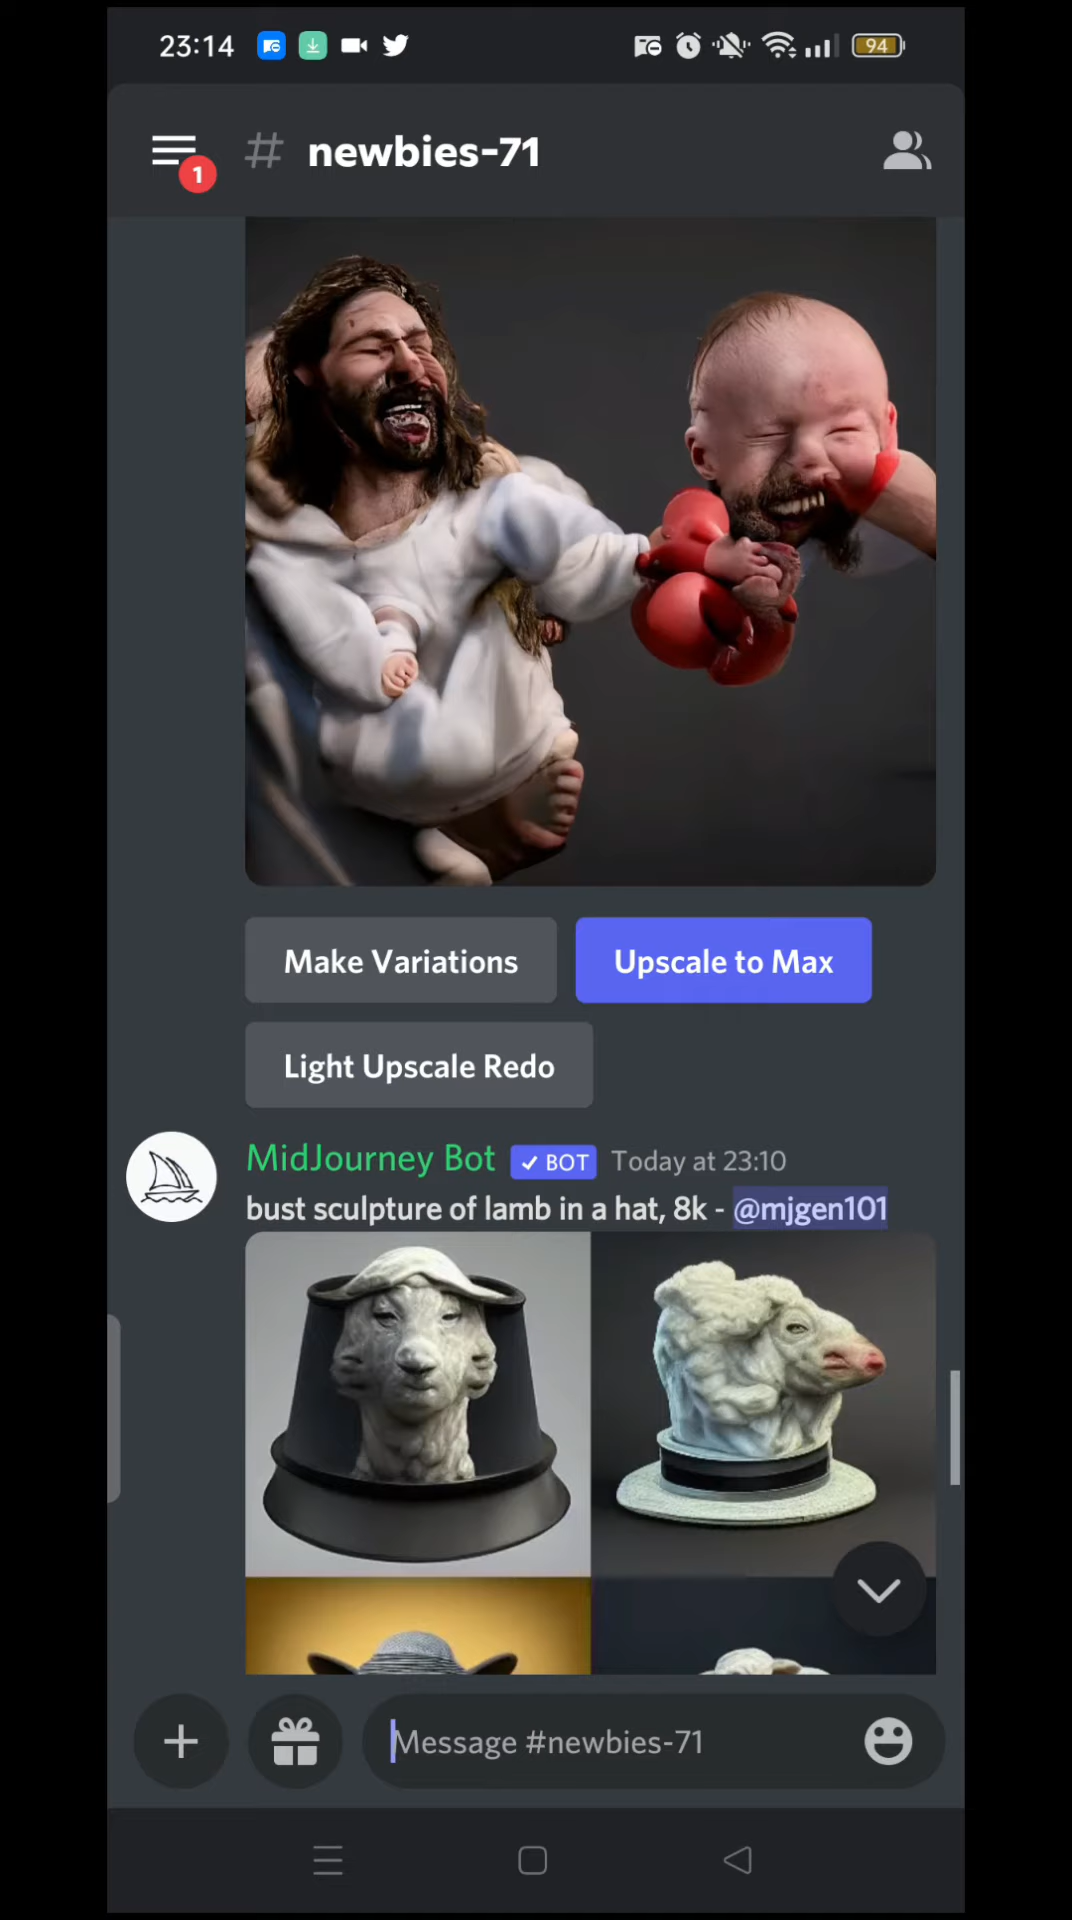 23:14
94
1
# newbies-71
Make Variations
Upscale to Max
Light Upscale Redo
MidJourney Bot ✓ BOT Today at 23:10
bust sculpture of lamb in a hat, 8k - @mjgen101
Message #newbies-71